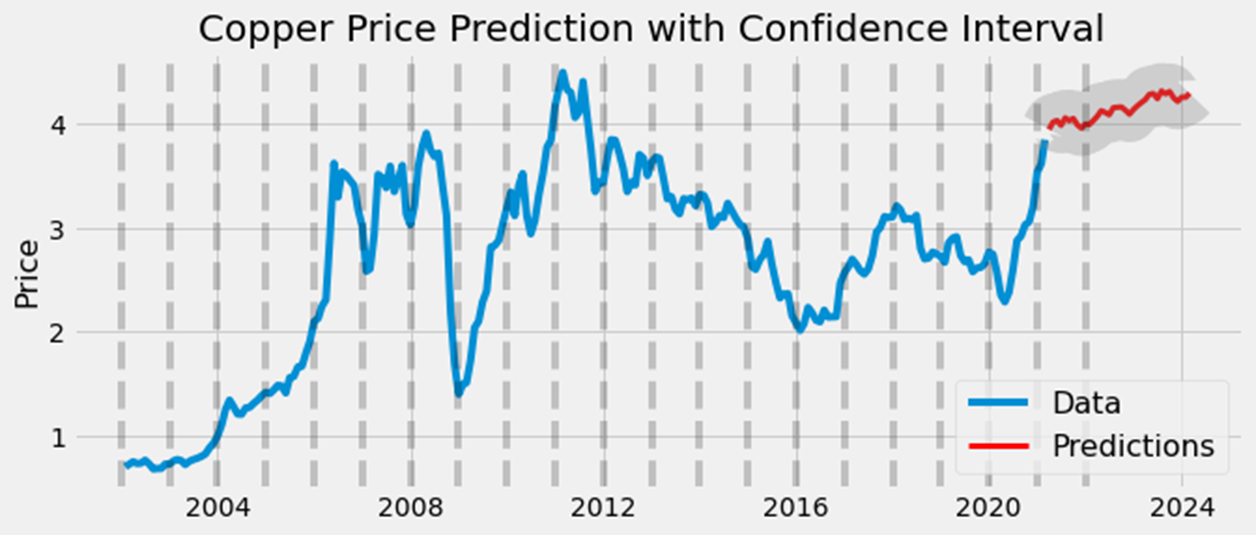 Copper Price Prediction with Confidence Interval
Price
4
3
2
1
Data
Predictions
2004 2008 2012 2016 2020 2024